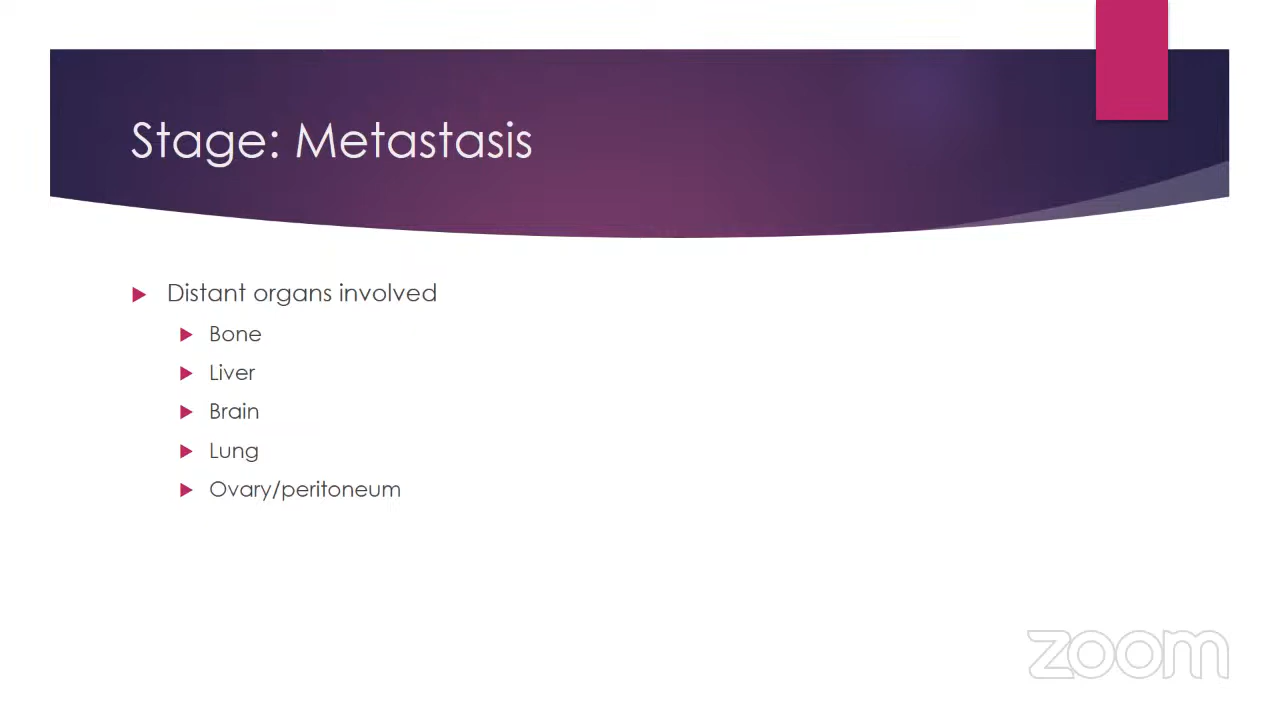 Stage: Metastasis
Distant organs involved
Bone
Liver
Brain
Lung
Ovary/peritoneum
zoom